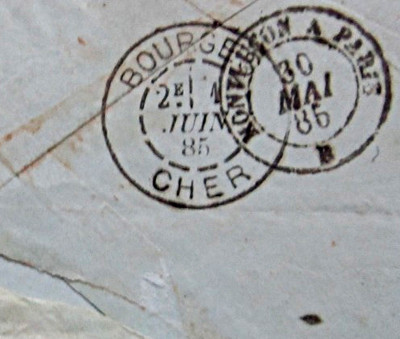 BOURGES
2E 1
JUIN
85
CHER
MONTLUÇON A PARIS
30
MAI
85
B